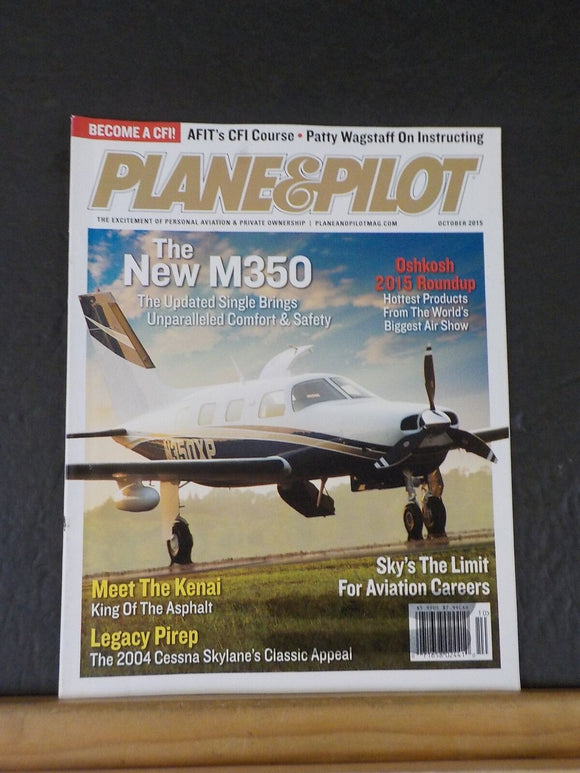 BECOME A CFI! AFIT's CFI Course • Patty Wagstaff On Instructing
PLANE&PILOT
THE EXCITEMENT OF PERSONAL AVIATION & PRIVATE OWNERSHIP | PLANEANDPILOTMAG.COM OCTOBER 2015
The
New M350
The Updated Single Brings
Unparalleled Comfort & Safety
Oshkosh
2015 Roundup
Hottest Products
From The World's
Biggest Air Show
N350XP
Sky's The Limit
For Aviation Careers
Meet The Kenai
King Of The Asphalt
Legacy Pirep
The 2004 Cessna Skylane's Classic Appeal
10